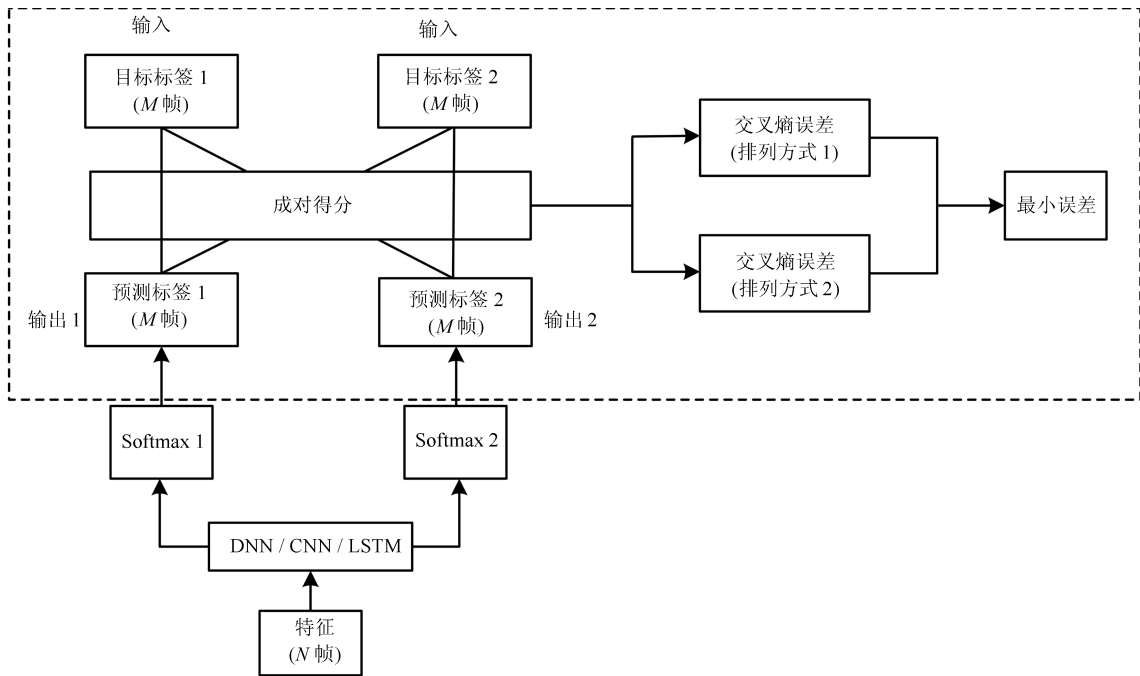 输入
输入
目标标签 1
(M 帧)
目标标签 2
(M 帧)
成对得分
交叉熵误差
(排列方式 1)
最小误差
交叉熵误差
(排列方式 2)
输出 1
预测标签 1
(M 帧)
预测标签 2
(M 帧)
输出 2
Softmax 1
Softmax 2
DNN / CNN / LSTM
特征
(N 帧)